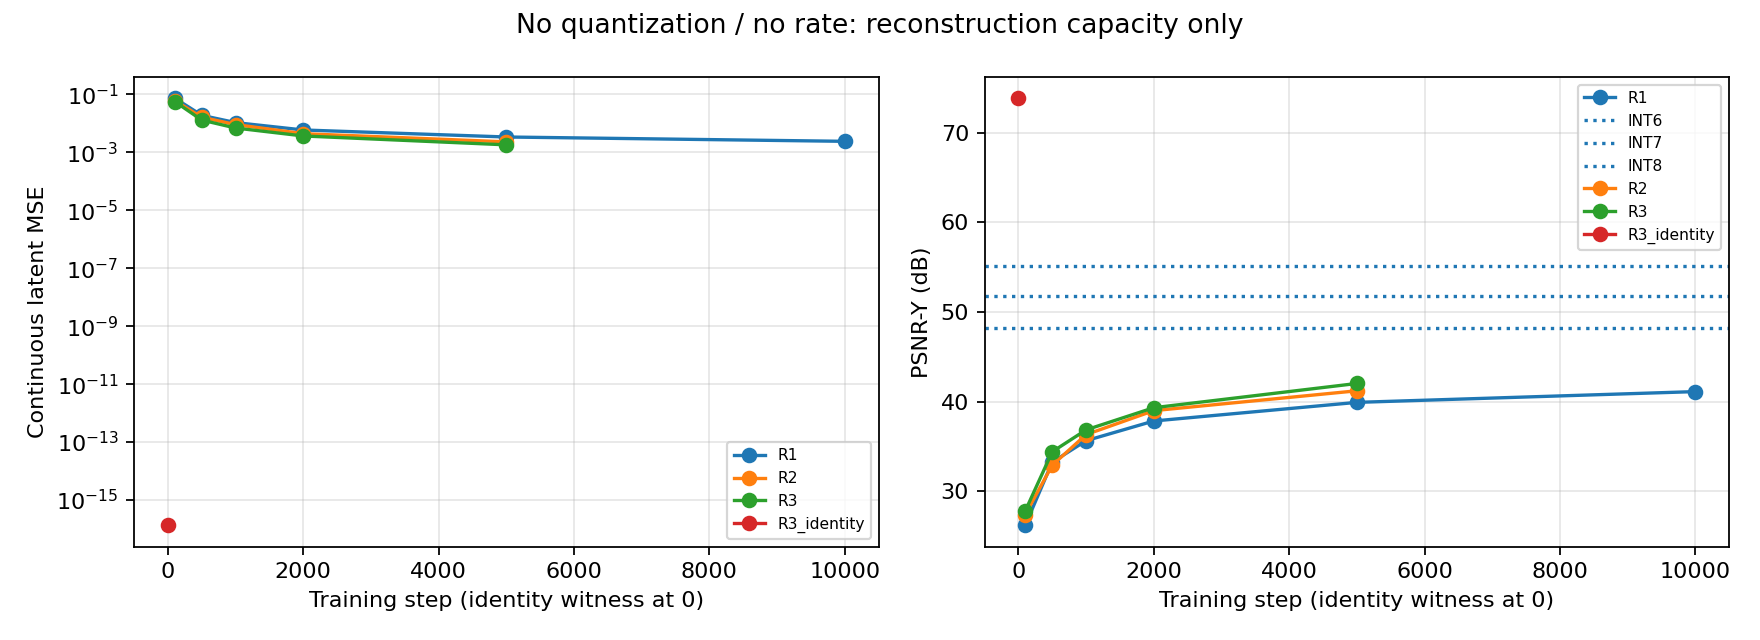 No quantization / no rate: reconstruction capacity only
Continuous latent MSE
10⁻¹
10⁻³
10⁻⁵
10⁻⁷
10⁻⁹
10⁻¹¹
10⁻¹³
10⁻¹⁵
0
2000
4000
6000
8000
10000
Training step (identity witness at 0)
R1
R2
R3
R3_identity
PSNR-Y (dB)
70
60
50
40
30
0
2000
4000
6000
8000
10000
Training step (identity witness at 0)
R1
INT6
INT7
INT8
R2
R3
R3_identity